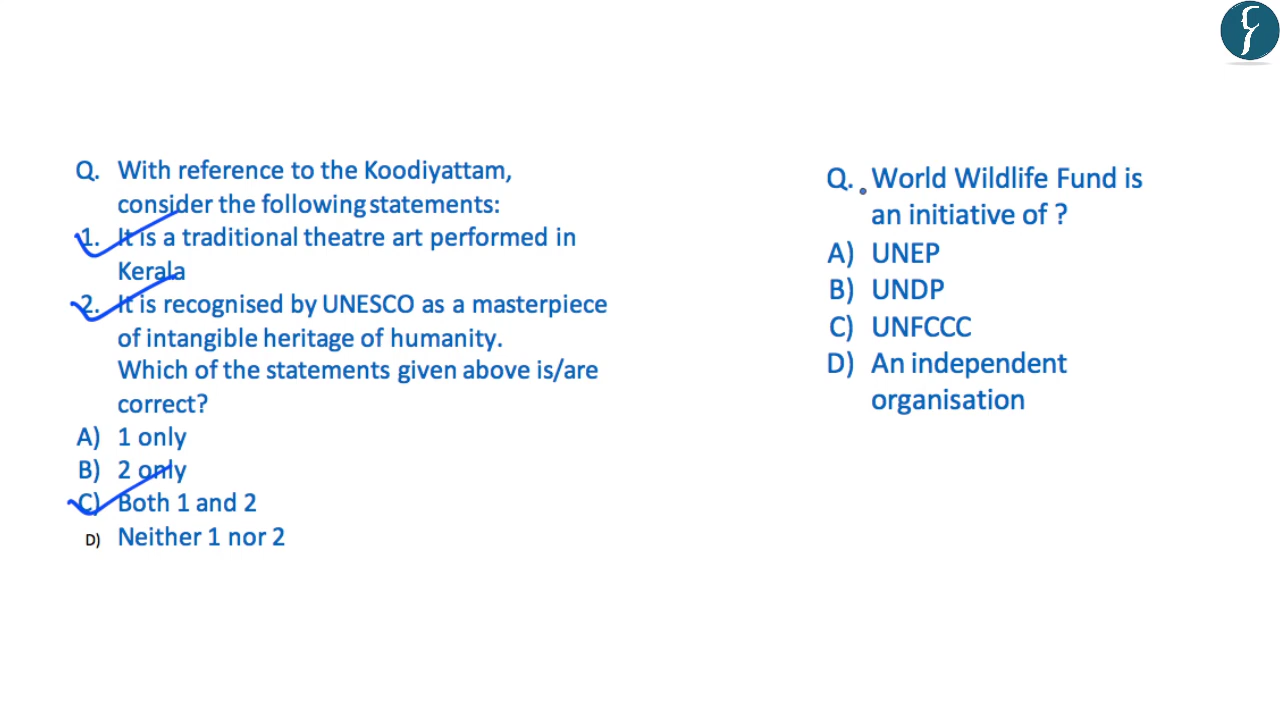 Q. With reference to the Koodiyattam,
consider the following statements:
1. It is a traditional theatre art performed in
Kerala
2. It is recognised by UNESCO as a masterpiece
of intangible heritage of humanity.
Which of the statements given above is/are
correct?
A) 1 only
B) 2 only
C) Both 1 and 2
D) Neither 1 nor 2
Q. World Wildlife Fund is
an initiative of ?
A) UNEP
B) UNDP
C) UNFCCC
D) An independent
organisation